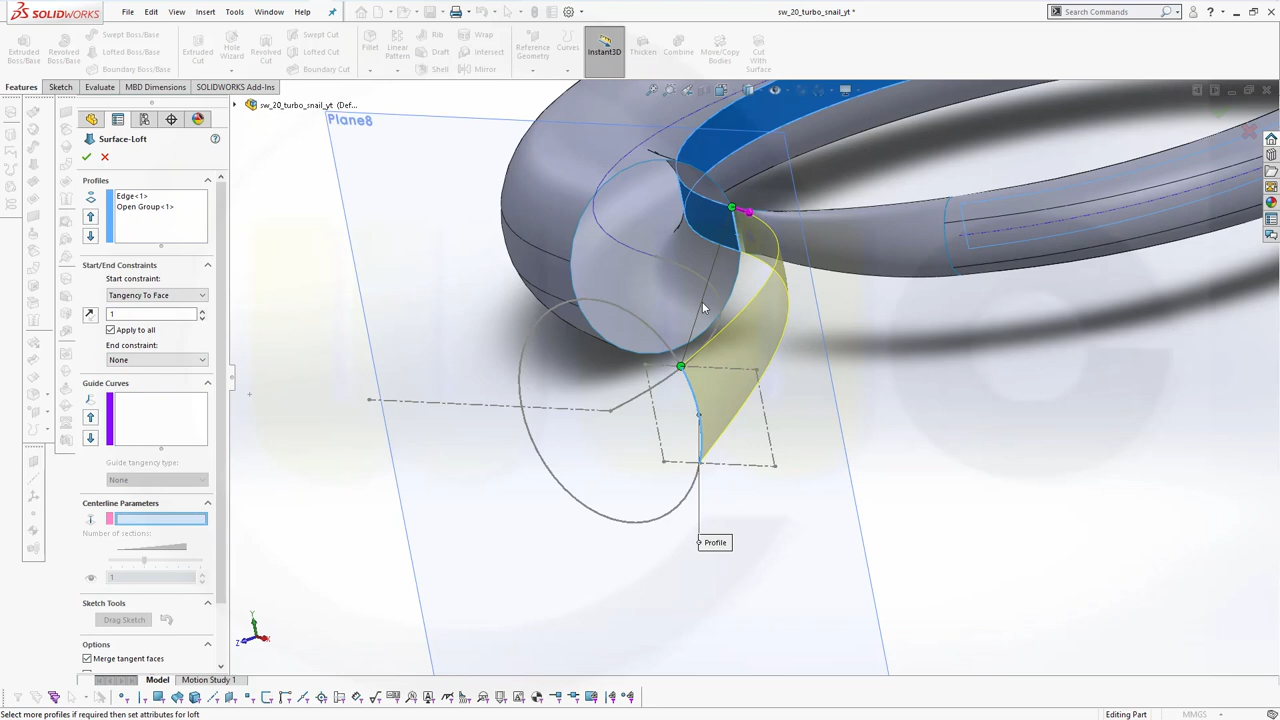 SOLIDWORKS
File
Edit
View
Insert
Tools
Window
Help
sw_20_turbo_snail_yt *
Search Commands
Extruded Boss/Base
Revolved Boss/Base
Swept Boss/Base
Lofted Boss/Base
Boundary Boss/Base
Extruded Cut
Hole Wizard
Revolved Cut
Swept Cut
Lofted Cut
Boundary Cut
Fillet
Linear Pattern
Rib
Draft
Shell
Wrap
Intersect
Mirror
Reference Geometry
Curves
Instant3D
Thicken
Combine
Move/Copy Bodies
Cut With Surface
Features
Sketch
Evaluate
MBD Dimensions
SOLIDWORKS Add-Ins
sw_20_turbo_snail_yt (Def...
Plane8
Surface-Loft
Profiles
Edge<1>
Open Group<1>
Start/End Constraints
Start constraint:
Tangency To Face
1
Apply to all
End constraint:
None
Guide Curves
Guide tangency type:
None
Centerline Parameters
Number of sections:
1
Sketch Tools
Drag Sketch
Options
Merge tangent faces
Profile
Y
Z
X
Model
Motion Study 1
Select more profiles if required then set attributes for loft
Editing Part
MMGS